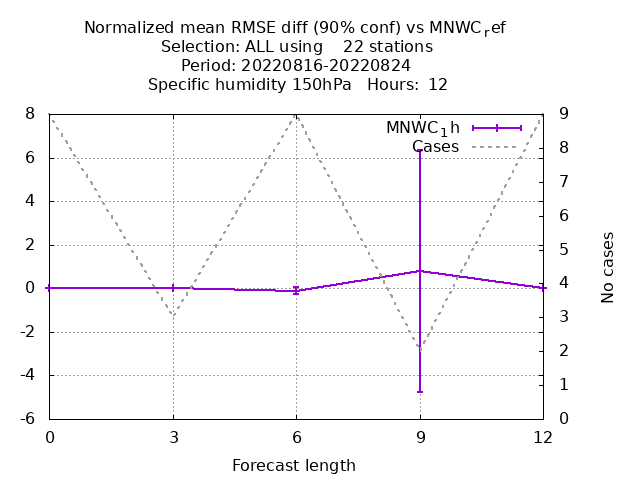 Normalized mean RMSE diff (90% conf) vs MNWC_ref
Selection: ALL using    22 stations
Period: 20220816-20220824
Specific humidity 150hPa   Hours:  12
MNWC_1h
Cases
8
6
4
2
0
-2
-4
-6
9
8
7
6
5
4
3
2
1
0
No cases
0 3 6 9 12
Forecast length